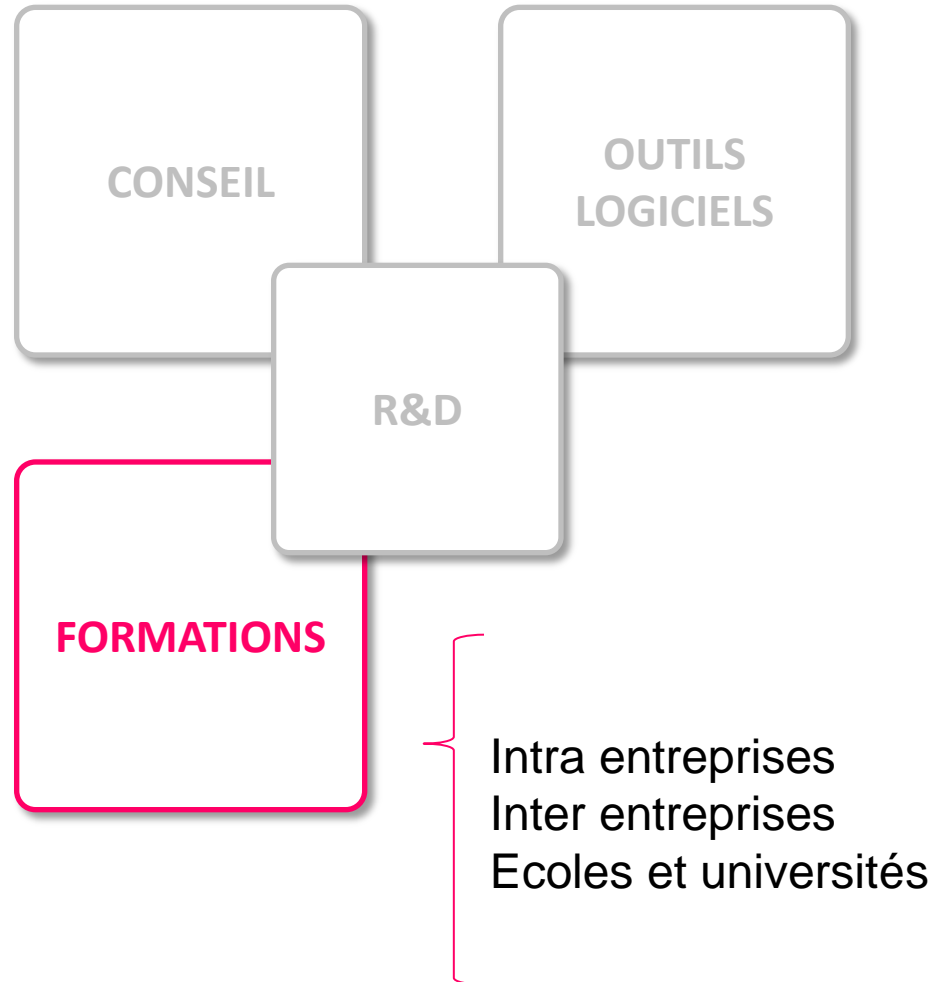 CONSEIL
OUTILS
LOGICIELS
R&D
FORMATIONS
Intra entreprises
Inter entreprises
Ecoles et universités